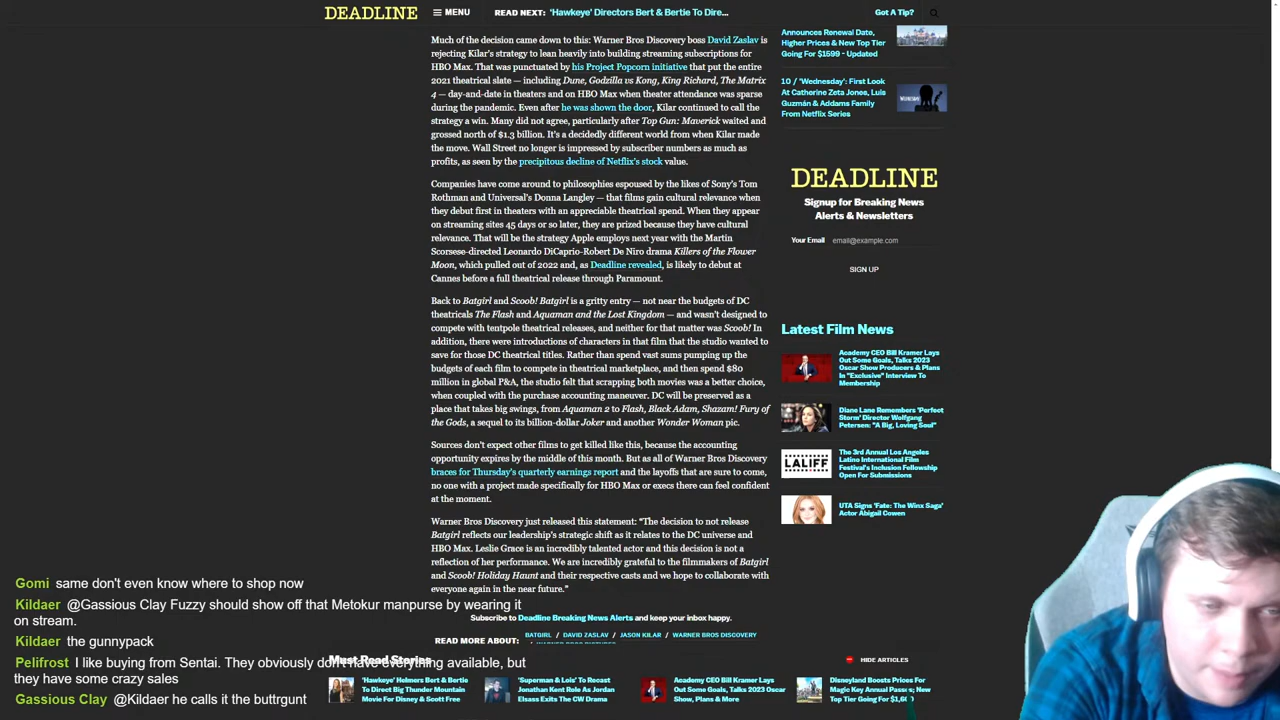 DEADLINE
MENU
READ NEXT: 'Hawkeye' Directors Bert & Bertie To Dire...
Got A Tip?
Much of the decision came down to this: Warner Bros Discovery boss David Zaslav is
rejecting Kilar's strategy to lean heavily into building streaming subscriptions for
HBO Max. That was punctuated by his Project Popcorn initiative that put the entire
2021 theatrical slate — including Dune, Godzilla vs Kong, King Richard, The Matrix
4 — day-and-date in theaters and on HBO Max when theater attendance was sparse
during the pandemic. Even after he was shown the door, Kilar continued to call the
strategy a win. Many did not agree, particularly after Top Gun: Maverick waited and
grossed north of $1.3 billion. It's a decidedly different world from when Kilar made
the move. Wall Street no longer is impressed by subscriber numbers as much as
profits, as seen by the precipitous decline of Netflix's stock value.
Companies have come around to philosophies espoused by the likes of Sony's Tom
Rothman and Universal's Donna Langley — that films gain cultural relevance when
they debut first in theaters with an appreciable theatrical spend. When they appear
on streaming sites 45 days or so later, they are prized because they have cultural
relevance. That will be the strategy Apple employs next year with the Martin
Scorsese-directed Leonardo DiCaprio-Robert De Niro drama Killers of the Flower
Moon, which pulled out of 2022 and, as Deadline revealed, is likely to debut at
Cannes before a full theatrical release through Paramount.
Back to Batgirl and Scoob! Batgirl is a gritty entry — not near the budgets of DC
theatricals The Flash and Aquaman and the Lost Kingdom — and wasn't designed to
compete with tentpole theatrical releases, and neither for that matter was Scoob! In
addition, there were introductions of characters in that film that the studio wanted to
save for those DC theatrical titles. Rather than spend vast sums pumping up the
budgets of each film to compete in theatrical marketplace, and then spend $80
million in global P&A, the studio felt that scrapping both movies was a better choice,
when coupled with the purchase accounting maneuver. DC will be preserved as a
place that takes big swings, from Aquaman 2 to Flash, Black Adam, Shazam! Fury of
the Gods, a sequel to its billion-dollar Joker and another Wonder Woman pic.
Sources don't expect other films to get killed like this, because the accounting
opportunity expires by the middle of this month. But as all of Warner Bros Discovery
braces for Thursday's quarterly earnings report and the layoffs that are sure to come,
no one with a project made specifically for HBO Max or execs there can feel confident
at the moment.
Warner Bros Discovery just released this statement: "The decision to not release
Batgirl reflects our leadership's strategic shift as it relates to the DC universe and
HBO Max. Leslie Grace is an incredibly talented actor and this decision is not a
reflection of her performance. We are incredibly grateful to the filmmakers of Batgirl
and Scoob! Holiday Haunt and their respective casts and we hope to collaborate with
everyone again in the near future."
Subscribe to Deadline Breaking News Alerts and keep your inbox happy.
READ MORE ABOUT: BATGIRL / DAVID ZASLAV / JASON KILAR / WARNER BROS DISCOVERY
Announces Renewal Date,
Higher Prices & New Top Tier
Going For $1599 - Updated
10 / 'Wednesday': First Look
At Catherine Zeta Jones, Luis
Guzmán & Addams Family
From Netflix Series
WEDNESDAY
DEADLINE
Signup for Breaking News
Alerts & Newsletters
Your Email email@example.com
SIGN UP
Latest Film News
Academy CEO Bill Kramer Lays
Out Some Goals, Talks 2023
Oscar Show Producers & Plans
In "Exclusive" Interview To
Membership
Diane Lane Remembers 'Perfect
Storm' Director Wolfgang
Petersen: "A Big, Loving Soul"
LALIFF
The 3rd Annual Los Angeles
Latino International Film
Festival's Inclusion Fellowship
Open For Submissions
UTA Signs 'Fate: The Winx Saga'
Actor Abigail Cowen
Must Read Stories
HIDE ARTICLES
'Hawkeye' Helmers Bert & Bertie
To Direct Big Thunder Mountain
Movie For Disney & Scott Free
'Superman & Lois' To Recast
Jonathan Kent Role As Jordan
Elsass Exits The CW Drama
Academy CEO Bill Kramer Lays
Out Some Goals, Talks 2023 Oscar
Show, Plans & More
Disneyland Boosts Prices For
Magic Key Annual Passes; New
Top Tier Going For
Gomi same don't even know where to shop now
Kildaer @Gassious Clay Fuzzy should show off that Metokur manpurse by wearing it
on stream.
Kildaer the gunnypack
Pelifrost I like buying from Sentai. They obviously don't have everything available, but
they have some crazy sales
Gassious Clay @Kildaer he calls it the buttrgunt